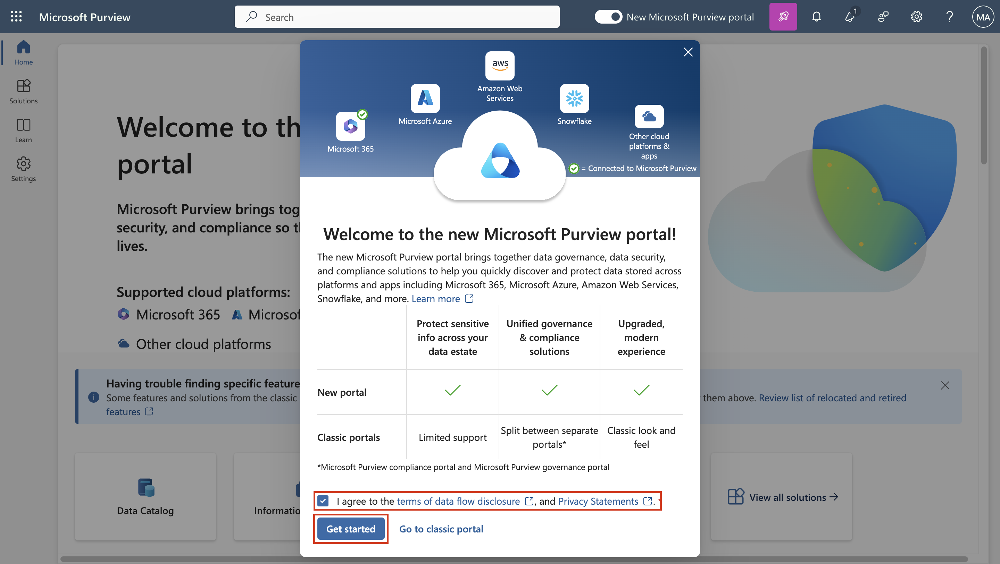 Microsoft Purview
Search
New Microsoft Purview portal
1
MA
Home
Solutions
Learn
Settings
Welcome to th
portal
Microsoft Purview brings tog
security, and compliance so t
lives.
Supported cloud platforms:
Microsoft 365
Microsof
Other cloud platforms
Having trouble finding specific feature
Some features and solutions from the classic
features
them above. Review list of relocated and retired
Data Catalog
Informatio
View all solutions
aws
Amazon Web
Services
Microsoft Azure
Snowflake
Microsoft 365
Other cloud
platforms &
apps
= Connected to Microsoft Purview
Welcome to the new Microsoft Purview portal!
The new Microsoft Purview portal brings together data governance, data security,
and compliance solutions to help you quickly discover and protect data stored across
platforms and apps including Microsoft 365, Microsoft Azure, Amazon Web Services,
Snowflake, and more. Learn more
Protect sensitive
info across your
data estate
Unified governance
& compliance
solutions
Upgraded,
modern
experience
New portal
Classic portals
Limited support
Split between separate
portals*
Classic look and
feel
*Microsoft Purview compliance portal and Microsoft Purview governance portal
I agree to the terms of data flow disclosure , and Privacy Statements . *
Get started
Go to classic portal